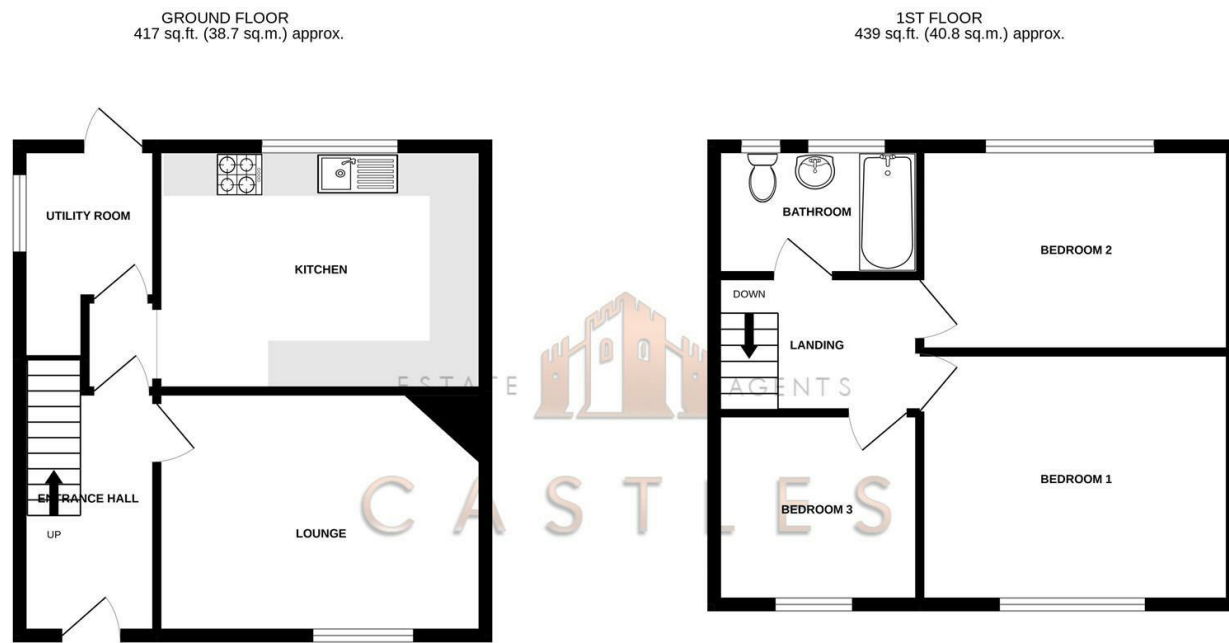 GROUND FLOOR
417 sq.ft. (38.7 sq.m.) approx.
1ST FLOOR
439 sq.ft. (40.8 sq.m.) approx.
UTILITY ROOM
KITCHEN
BATHROOM
BEDROOM 2
DOWN
LANDING
ESTATE AGENTS
CASTLES
ENTRANCE HALL
UP
LOUNGE
BEDROOM 1
BEDROOM 3